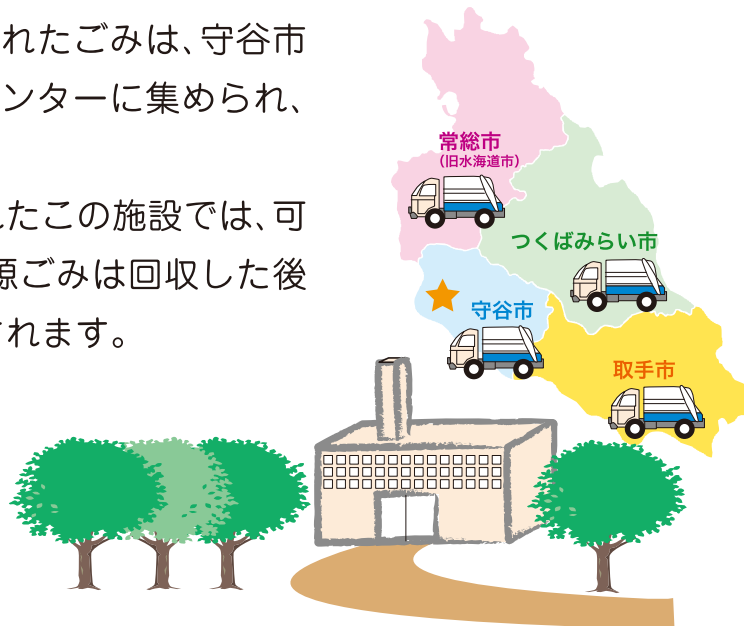 れたごみは、守谷市
ンターに集められ、
たこの施設では、可
源ごみは回収した後
れます。
常総市
（旧水海道市）
つくばみらい市
守谷市
取手市